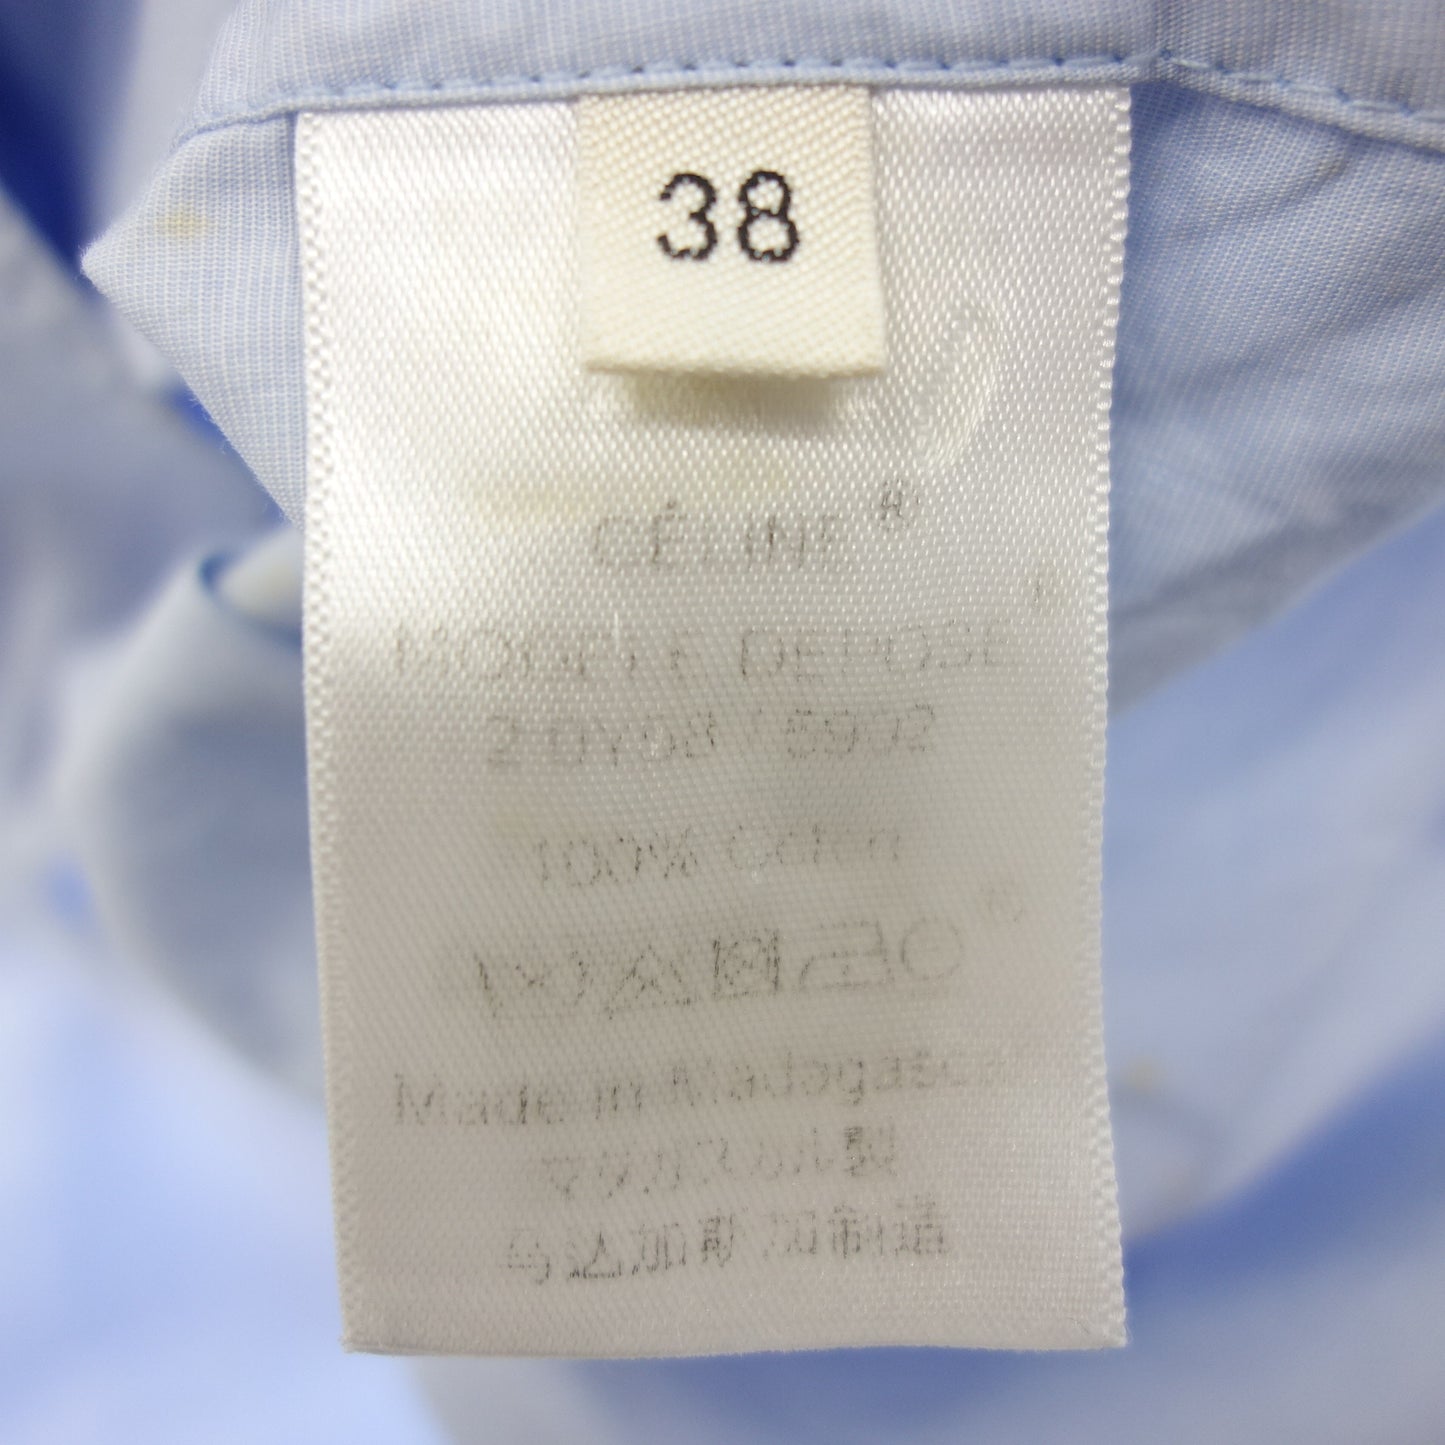 38
CÉLINE ®
MODELE DEPOSE
100% Coton
Made in Madagascar
マダガスカル製
马达加斯加制造